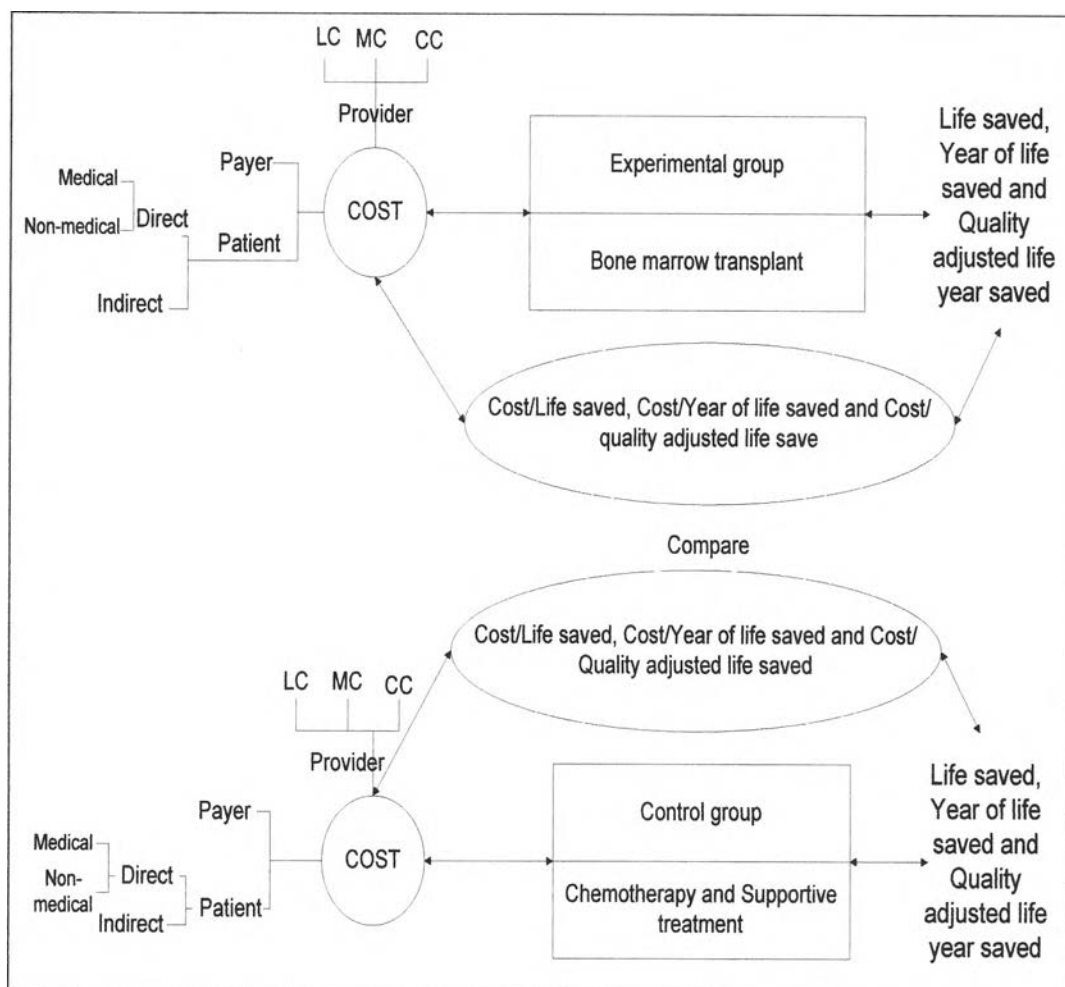 LC MC CC
Provider
Payer
Medical
Non-medical
Direct
Patient
Indirect
COST
Experimental group
Bone marrow transplant
Life saved,
Year of life
saved and
Quality
adjusted life
year saved
Cost/Life saved, Cost/Year of life saved and Cost/
quality adjusted life save
Compare
Cost/Life saved, Cost/Year of life saved and Cost/
Quality adjusted life saved
LC MC CC
Provider
Payer
Medical
Non-
medical
Direct
Indirect
Patient
COST
Control group
Chemotherapy and Supportive
treatment
Life saved,
Year of life
saved and
Quality
adjusted life
year saved